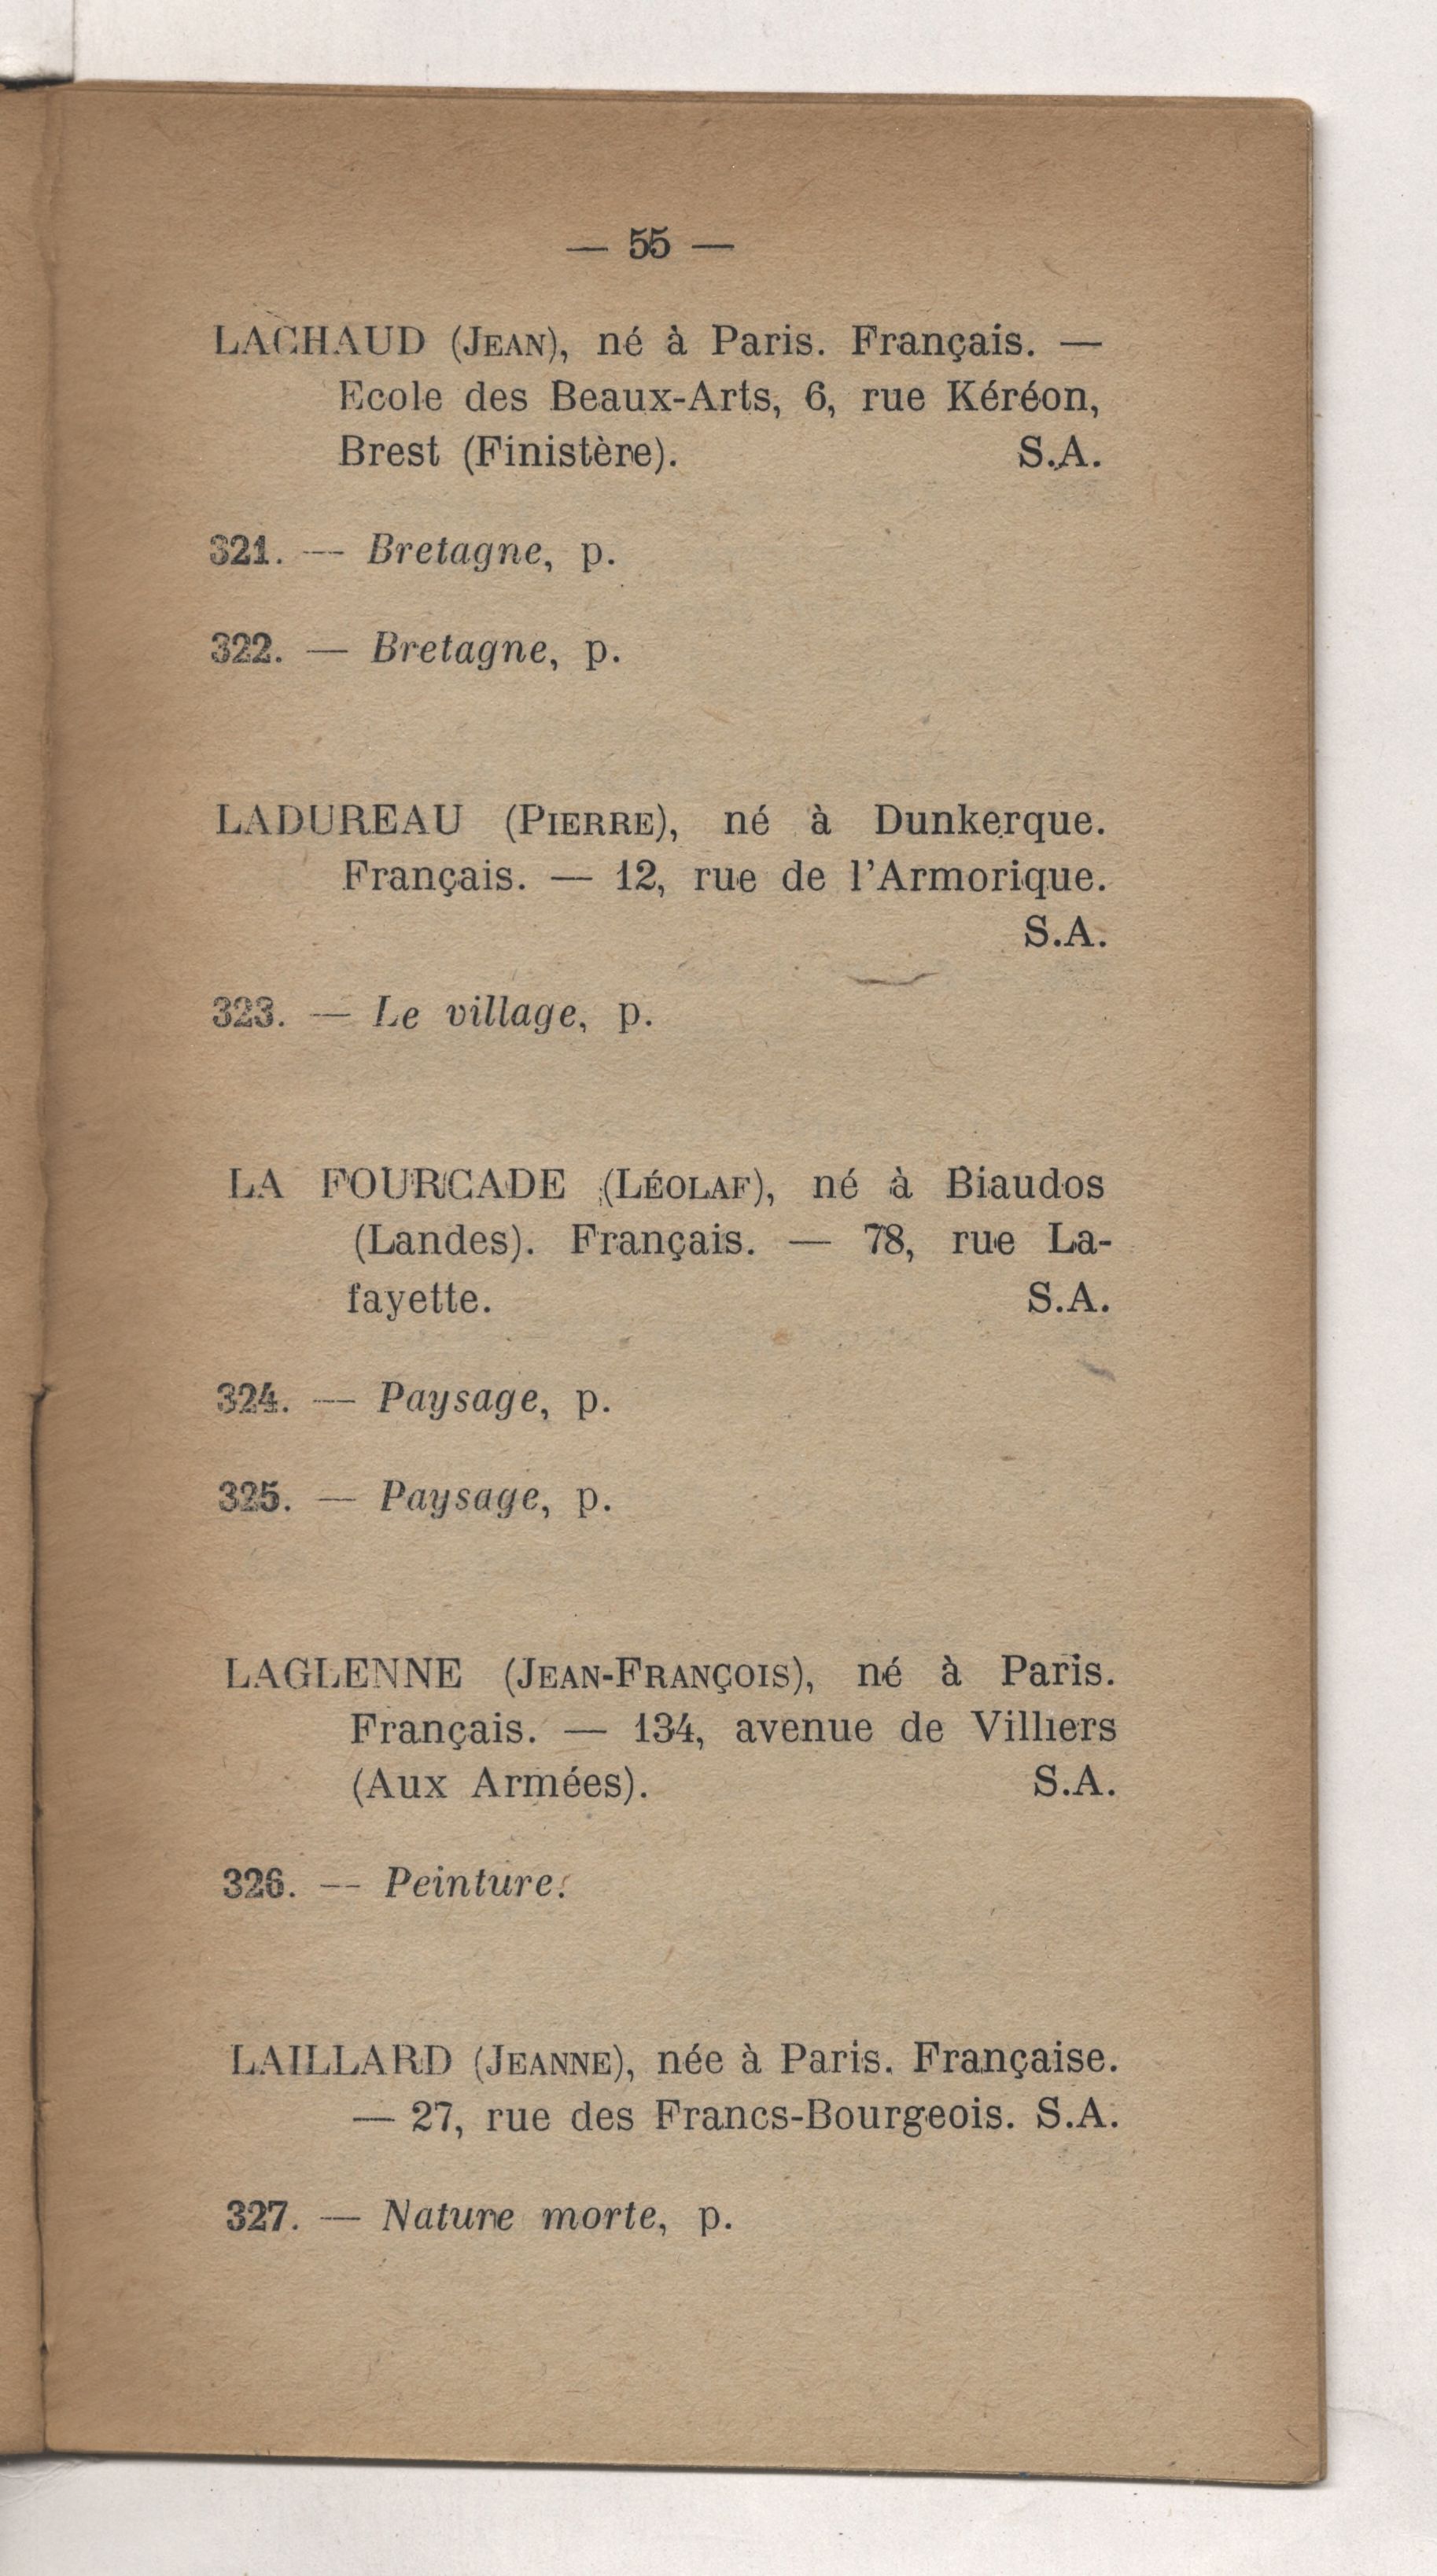 — 55 —
LACHAUD (JEAN), né à Paris. Français. —
Ecole des Beaux-Arts, 6, rue Kéréon,
Brest (Finistère). S.A.
321. — Bretagne, p.
322. — Bretagne, p.
LADUREAU (PIERRE), né à Dunkerque.
Français. — 12, rue de l'Armorique.
S.A.
323. — Le village, p.
LA FOURCADE (LÉOLAF), né à Biaudos
(Landes). Français. — 78, rue La-
fayette. S.A.
324. — Paysage, p.
325. — Paysage, p.
LAGLENNE (JEAN-FRANÇOIS), né à Paris.
Français. — 134, avenue de Villiers
(Aux Armées). S.A.
326. — Peinture.
LAILLARD (JEANNE), née à Paris. Française.
— 27, rue des Francs-Bourgeois. S.A.
327. — Nature morte, p.